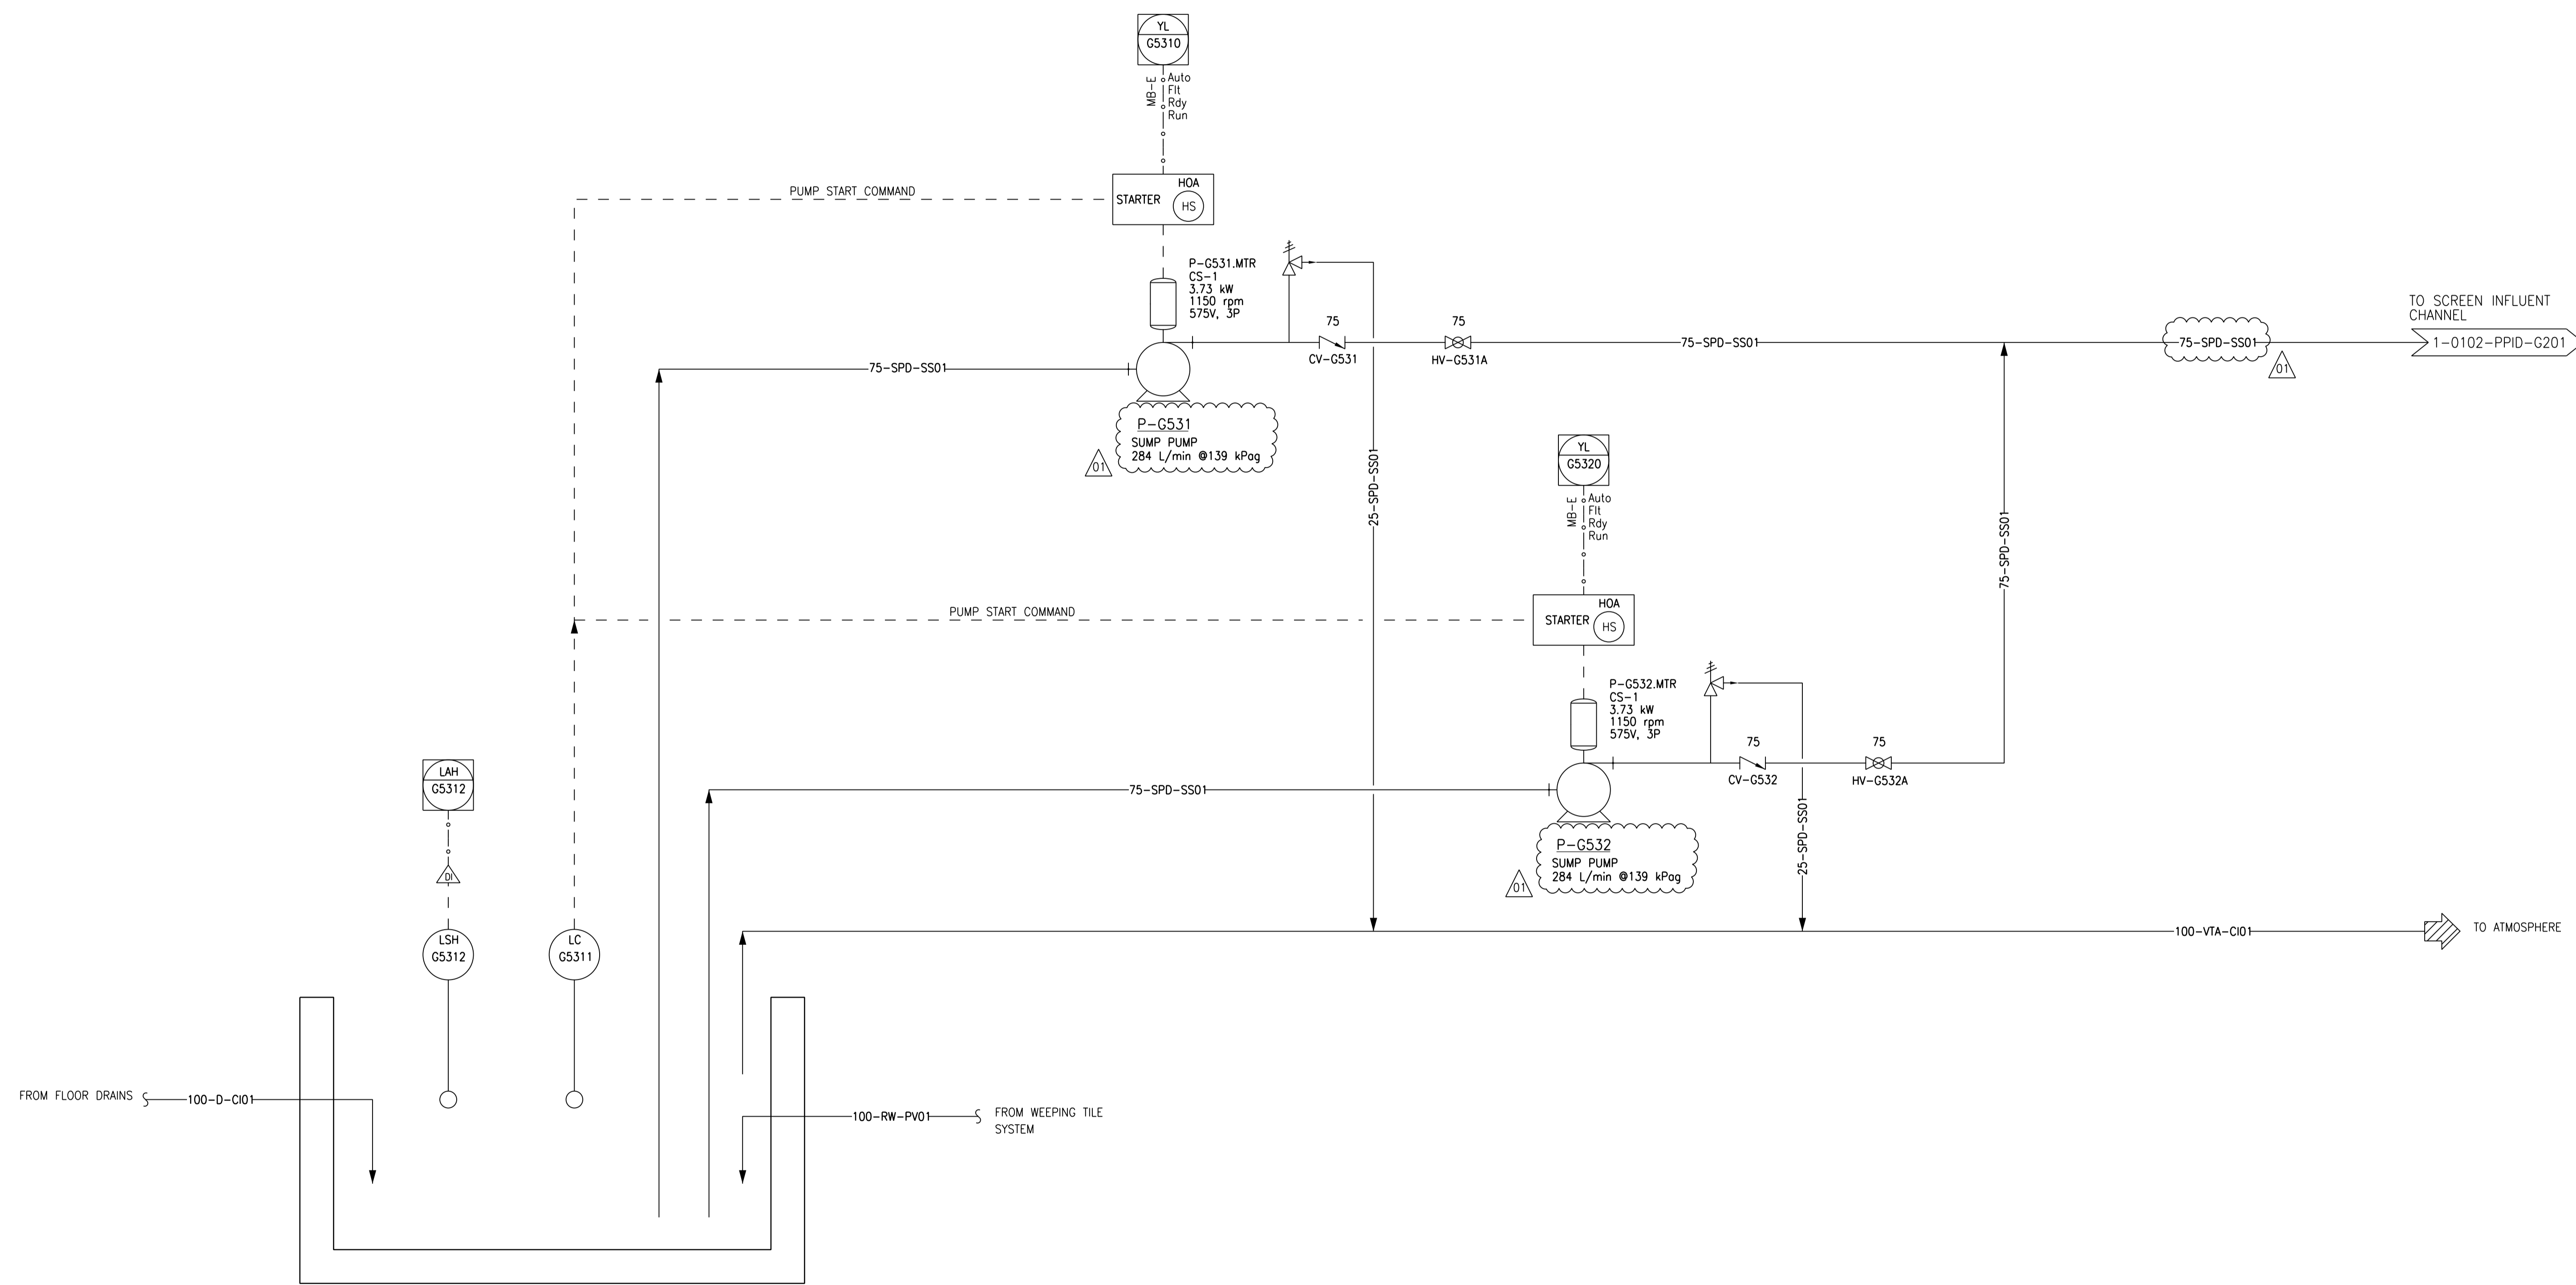 YL
G5310
MB-E
Auto
Flt
Rdy
Run
PUMP START COMMAND
HOA
STARTER
HS
P-G531.MTR
CS-1
3.73 kW
1150 rpm
575V, 3P
75
75
CV-G531
HV-G531A
75-SPD-SS01
75-SPD-SS01
01
TO SCREEN INFLUENT
CHANNEL
1-0102-PPID-G201
75-SPD-SS01
P-G531
SUMP PUMP
284 L/min @139 kPag
01
25-SPD-SS01
YL
G5320
MB-E
Auto
Flt
Rdy
Run
75-SPD-SS01
PUMP START COMMAND
HOA
STARTER
HS
P-G532.MTR
CS-1
3.73 kW
1150 rpm
575V, 3P
75
75
CV-G532
HV-G532A
75-SPD-SS01
25-SPD-SS01
P-G532
SUMP PUMP
284 L/min @139 kPag
01
LAH
G5312
DI
LSH
G5312
LC
G5311
100-VTA-CI01
TO ATMOSPHERE
FROM FLOOR DRAINS
100-D-CI01
100-RW-PV01
FROM WEEPING TILE
SYSTEM